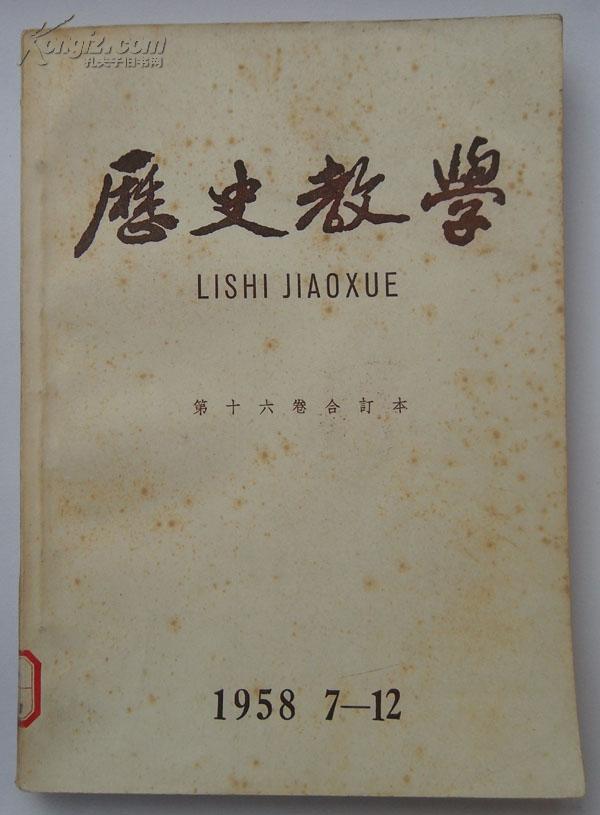 Kongfz.com
孔夫子旧书网
歷史教學
LISHI JIAOXUE
第十六卷合訂本
1958 7—12